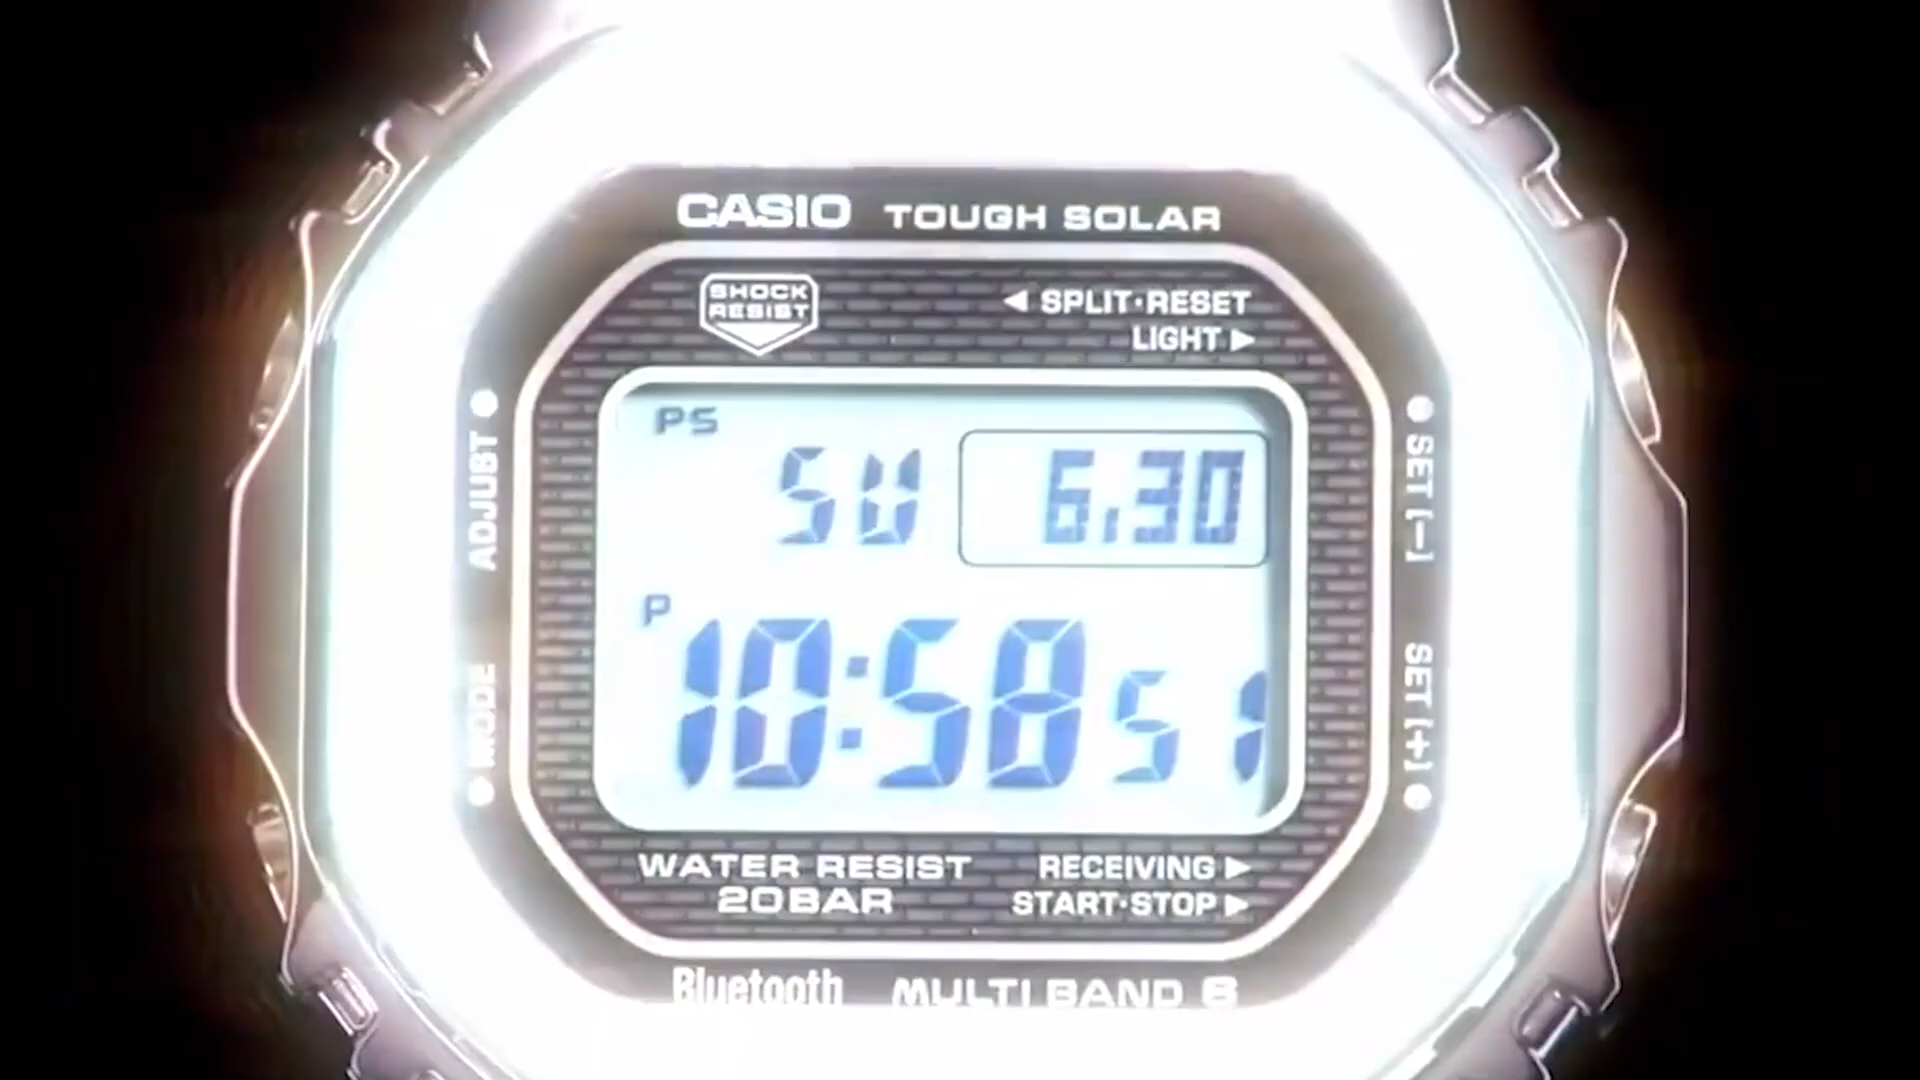 CASIO TOUGH SOLAR
SHOCK
RESIST
SPLIT·RESET
LIGHT
ADJUST
MODE
SET [−]
SET [+]
PS
SU 6.30
P
10:58 51
WATER RESIST
20BAR
RECEIVING
START·STOP
Bluetooth MULTI BAND 6